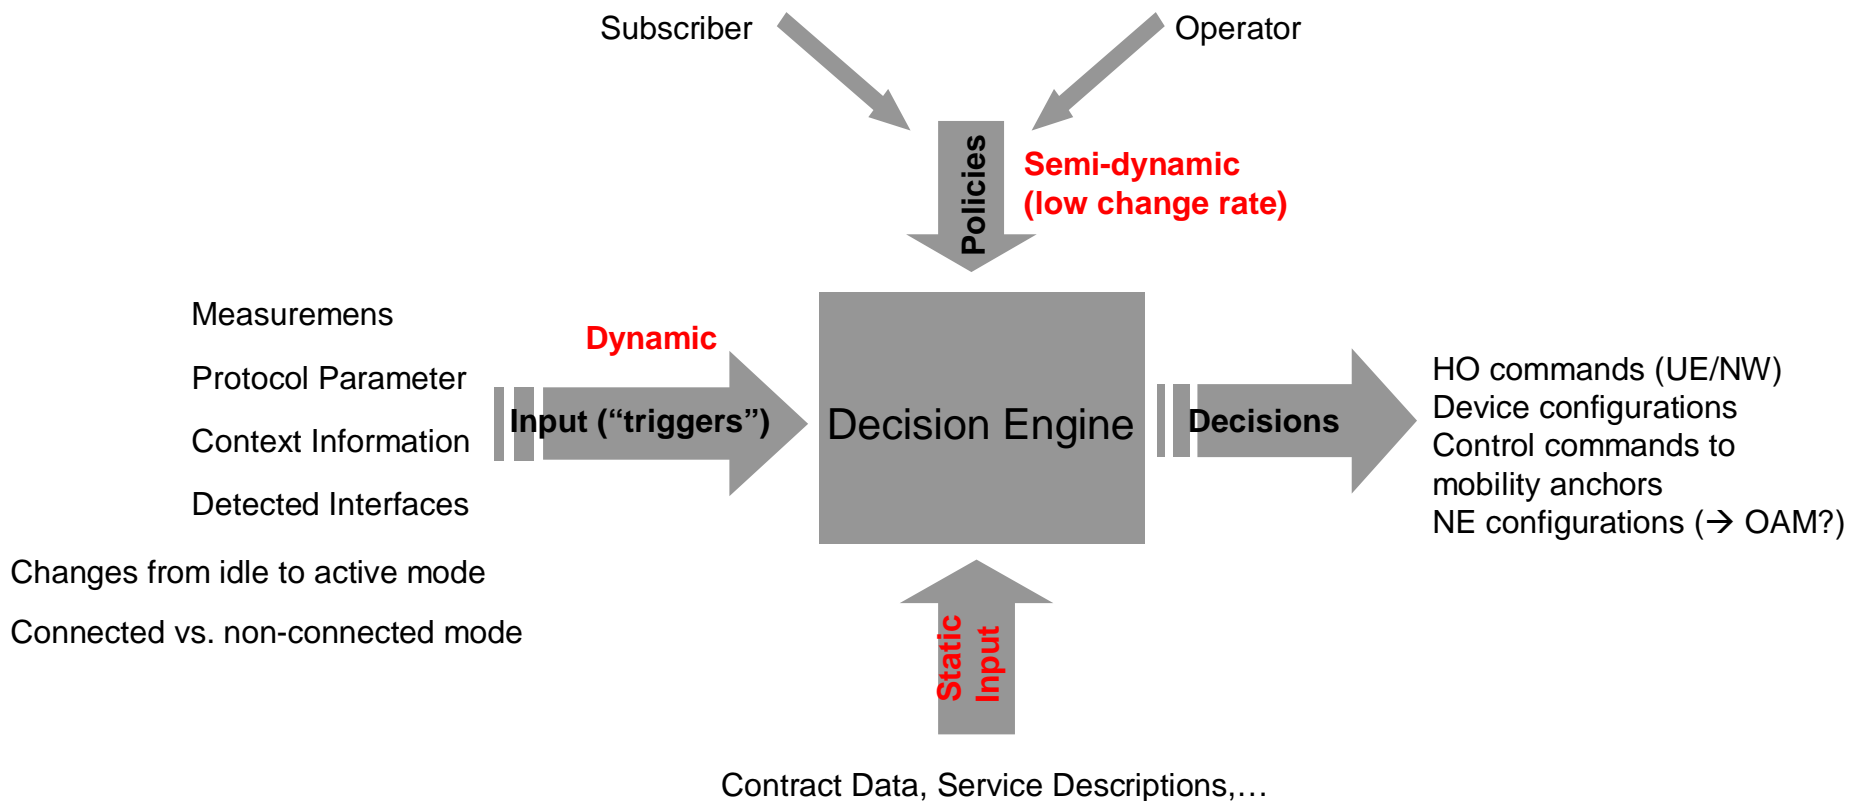 Subscriber
Operator
Policies
Semi-dynamic
(low change rate)
Measuremens
Protocol Parameter
Context Information
Detected Interfaces
Changes from idle to active mode
Connected vs. non-connected mode
Dynamic
Input (“triggers”)
Decision Engine
Decisions
HO commands (UE/NW)
Device configurations
Control commands to
mobility anchors
NE configurations (→ OAM?)
Static
Input
Contract Data, Service Descriptions,…